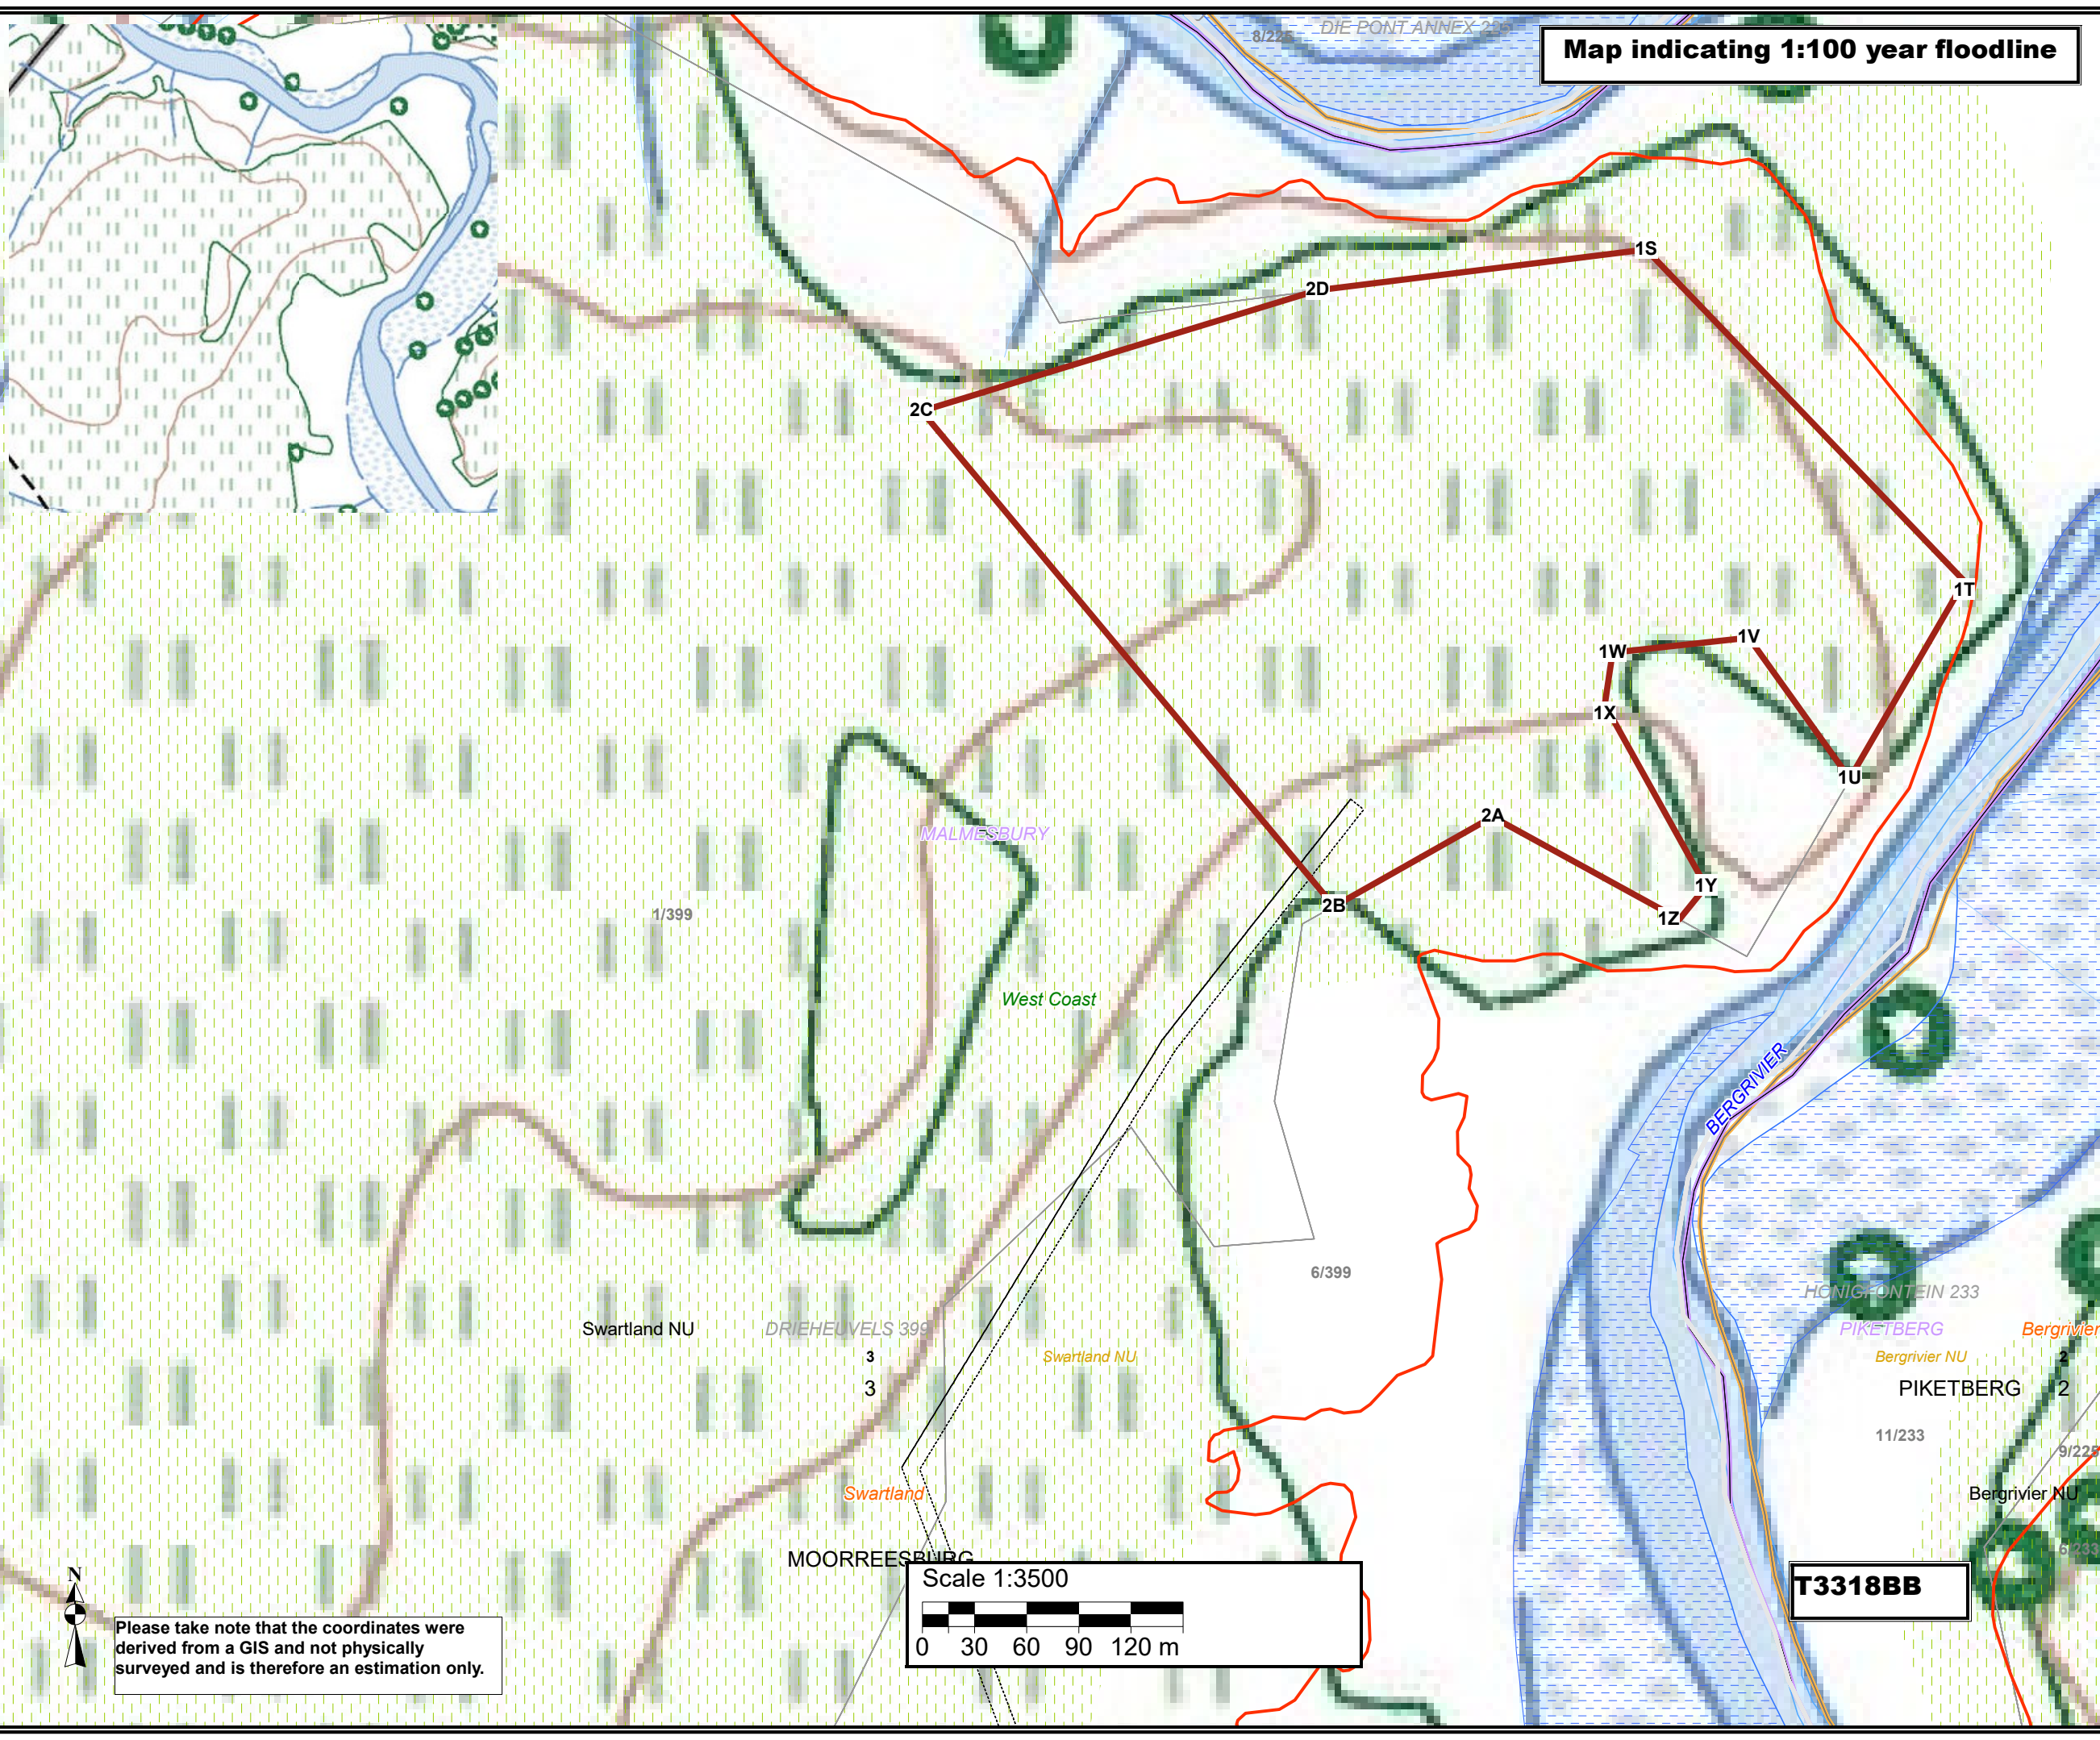 8/225
DIE PONT ANNEX
Map indicating 1:100 year floodline
1S
2D
2C
1T
1V
1W
1X
1U
2A
MALMESBURY
1Y
2B
1Z
1/399
West Coast
BERGRIVIER
6/399
HONIGFONTEIN 233
Swartland NU
DRIEHEUVELS 399
PIKETBERG
Bergrivier
3
Swartland NU
Bergrivier NU
2
3
PIKETBERG
2
11/233
9/225
Swartland
Bergrivier NU
6/233
MOORREESBURG
Scale 1:3500
0 30 60 90 120 m
T3318BB
N
Please take note that the coordinates were
derived from a GIS and not physically
surveyed and is therefore an estimation only.